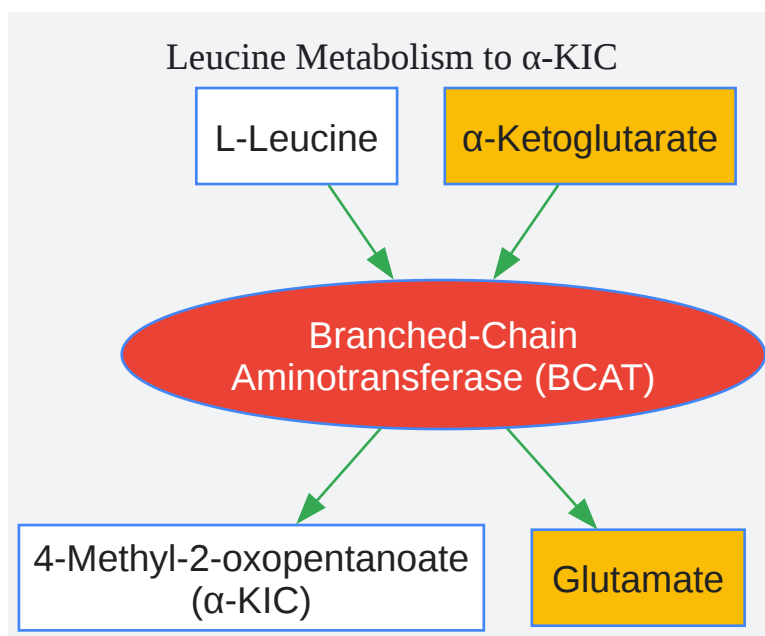 Leucine Metabolism to α-KIC
L-Leucine
α-Ketoglutarate
Branched-Chain
Aminotransferase (BCAT)
4-Methyl-2-oxopentanoate
(α-KIC)
Glutamate